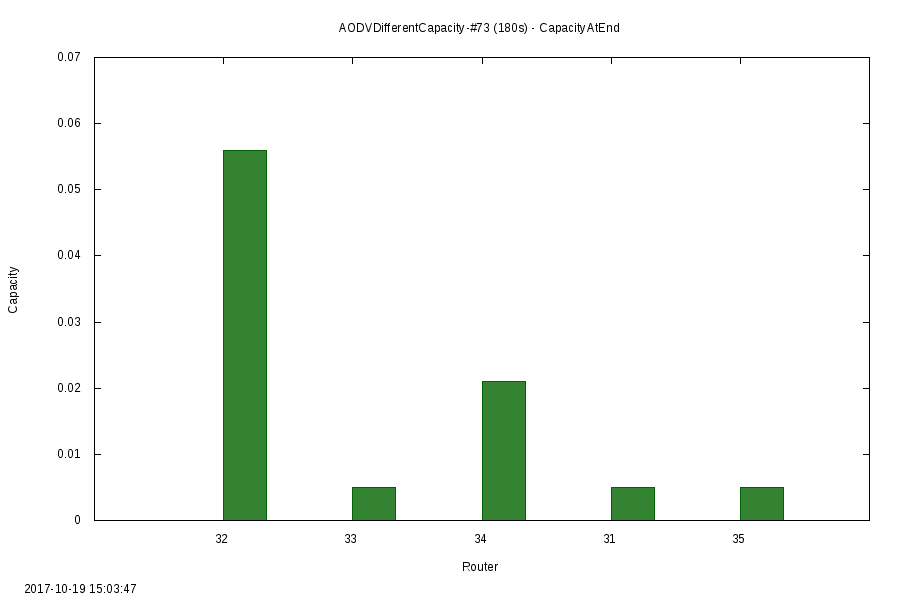 AODVDifferentCapacity-#73 (180s) - CapacityAtEnd
0.07
0.06
0.05
0.04
0.03
0.02
0.01
0
Capacity
32 33 34 31 35
Router
2017-10-19 15:03:47